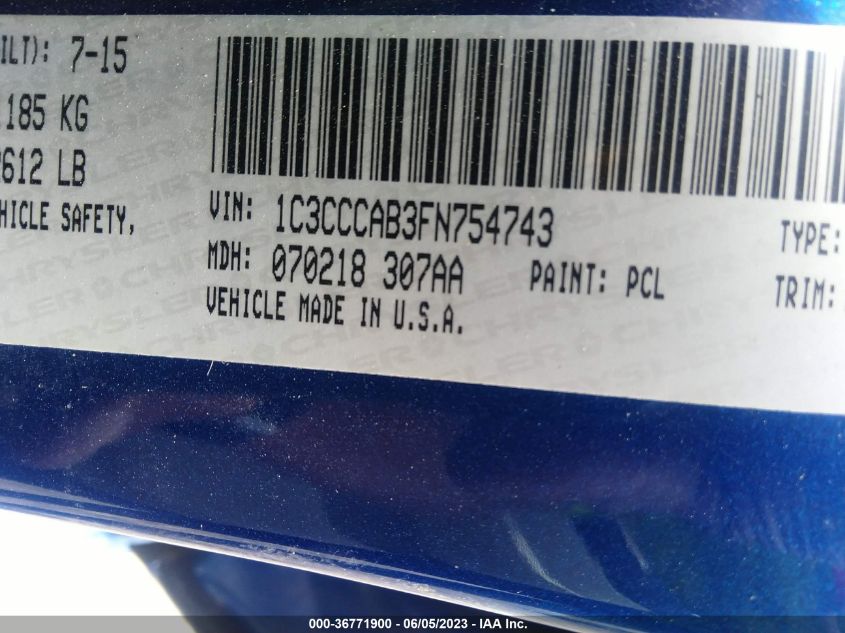 ILT): 7-15
185 KG
2612 LB
HICLE SAFETY,
VIN: 1C3CCCAB3FN754743
TYPE:
MDH: 070218 307AA
PAINT: PCL
TRIM:
VEHICLE MADE IN U.S.A.
000-36771900 - 06/05/2023 - IAA Inc.